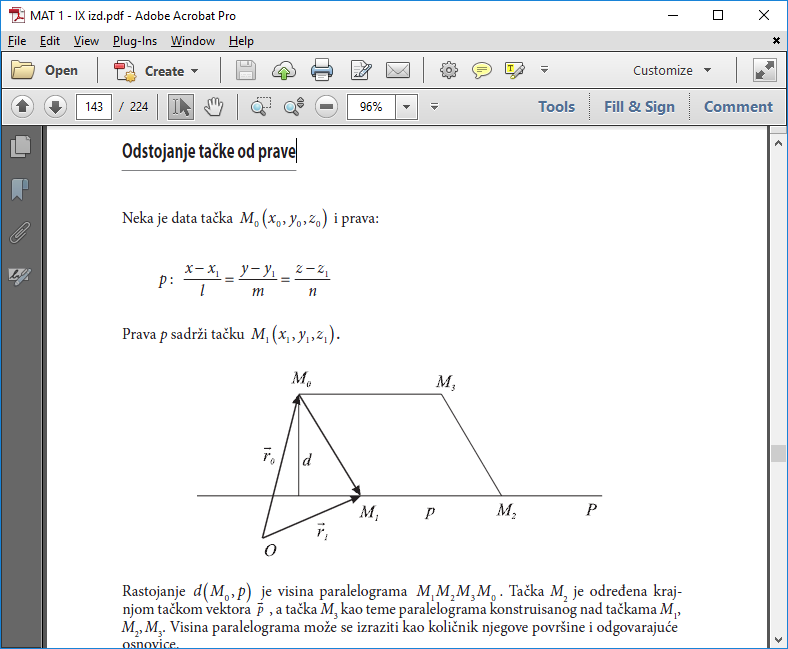 MAT 1 - IX izd.pdf - Adobe Acrobat Pro
File Edit View Plug-Ins Window Help
Open Create Customize
143 / 224 96% Tools Fill & Sign Comment
Odstojanje tačke od prave
Neka je data tačka M₀(x₀, y₀, z₀) i prava:
p: (x − x₁)/l = (y − y₁)/m = (z − z₁)/n
Prava p sadrži tačku M₁(x₁, y₁, z₁).
M₀ M₃
r⃗₀ d
M₁ p M₂ P
r⃗₁
O
Rastojanje d(M₀, p) je visina paralelograma M₁M₂M₃M₀. Tačka M₂ je određena kraj-
njom tačkom vektora p⃗ , a tačka M₃ kao teme paralelograma konstruisanog nad tačkama M₁,
M₂, M₃. Visina paralelograma može se izraziti kao količnik njegove površine i odgovarajuće
osnovice.